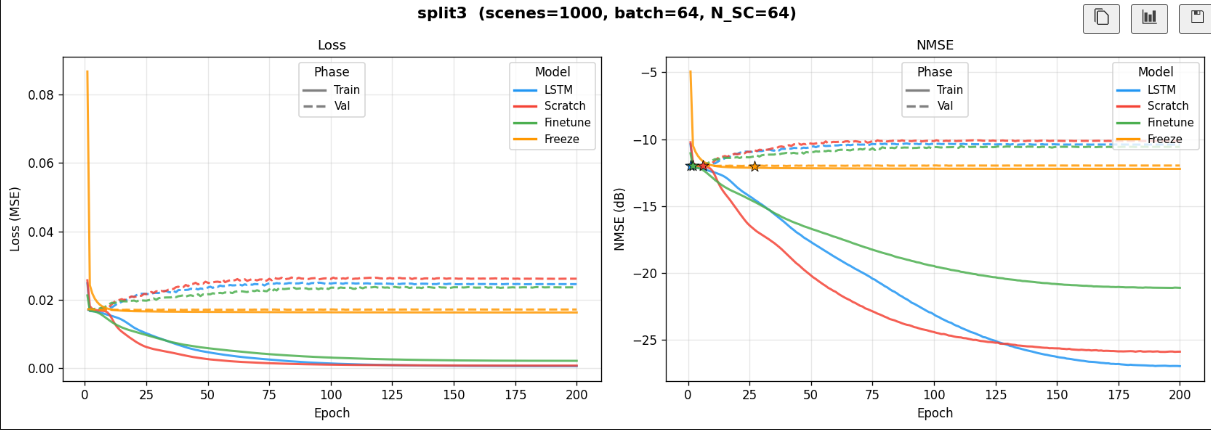 split3  (scenes=1000, batch=64, N_SC=64)
Loss
Phase
Train
Val
Model
LSTM
Scratch
Finetune
Freeze
0.08
0.06
0.04
0.02
0.00
Loss (MSE)
0
25
50
75
100
125
150
175
200
Epoch
NMSE
Phase
Train
Val
Model
LSTM
Scratch
Finetune
Freeze
−5
−10
−15
−20
−25
NMSE (dB)
0
25
50
75
100
125
150
175
200
Epoch